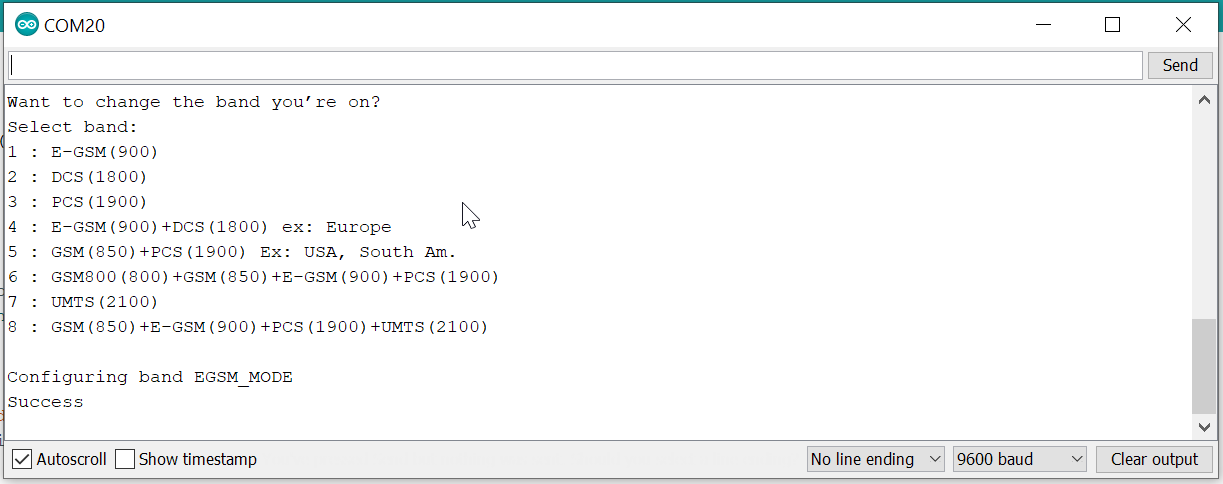 COM20
Send
Want to change the band you’re on?
Select band:
1 : E-GSM(900)
2 : DCS(1800)
3 : PCS(1900)
4 : E-GSM(900)+DCS(1800) ex: Europe
5 : GSM(850)+PCS(1900) Ex: USA, South Am.
6 : GSM800(800)+GSM(850)+E-GSM(900)+PCS(1900)
7 : UMTS(2100)
8 : GSM(850)+E-GSM(900)+PCS(1900)+UMTS(2100)
Configuring band EGSM_MODE
Success
Autoscroll Show timestamp No line ending 9600 baud Clear output